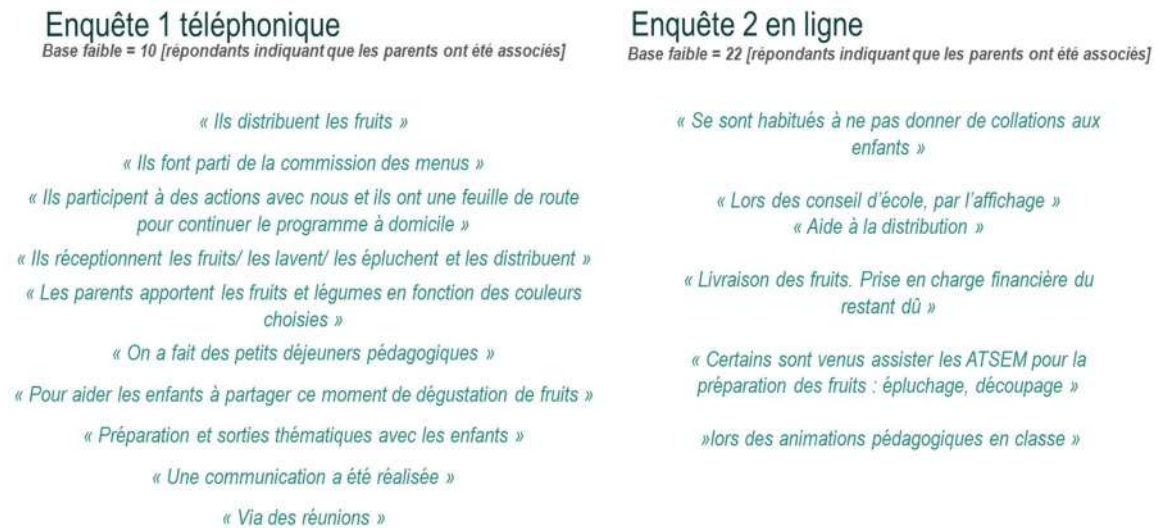 Enquête 1 téléphonique
Base faible = 10 [répondants indiquant que les parents ont été associés]
« Ils distribuent les fruits »
« Ils font parti de la commission des menus »
« Ils participent à des actions avec nous et ils ont une feuille de route
pour continuer le programme à domicile »
« Ils réceptionnent les fruits/ les lavent/ les épluchent et les distribuent »
« Les parents apportent les fruits et légumes en fonction des couleurs
choisies »
« On a fait des petits déjeuners pédagogiques »
« Pour aider les enfants à partager ce moment de dégustation de fruits »
« Préparation et sorties thématiques avec les enfants »
« Une communication a été réalisée »
« Via des réunions »
Enquête 2 en ligne
Base faible = 22 [répondants indiquant que les parents ont été associés]
« Se sont habitués à ne pas donner de collations aux
enfants »
« Lors des conseil d'école, par l'affichage »
« Aide à la distribution »
« Livraison des fruits. Prise en charge financière du
restant dû »
« Certains sont venus assister les ATSEM pour la
préparation des fruits : épluchage, découpage »
»lors des animations pédagogiques en classe »